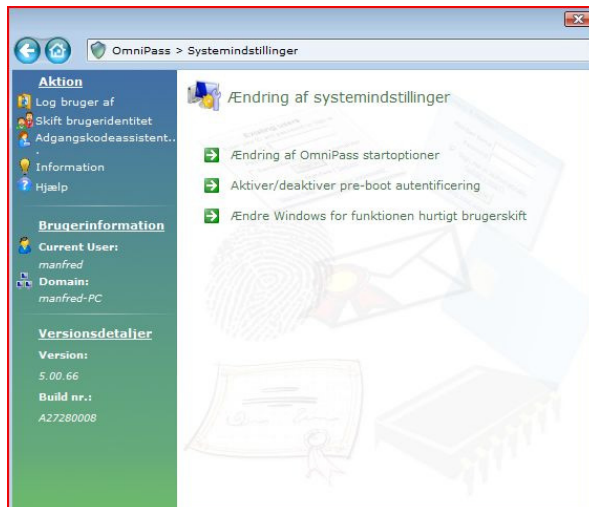 OmniPass > Systemindstillinger
Aktion
Log bruger af
Skift brugeridentitet
Adgangskodeassistent..
.
Information
Hjælp
Brugerinformation
Current User:
manfred
Domain:
manfred-PC
Versionsdetaljer
Version:
5.00.66
Build nr.:
A27280008
Ændring af systemindstillinger
Ændring af OmniPass startoptioner
Aktiver/deaktiver pre-boot autentificering
Ændre Windows for funktionen hurtigt brugerskift